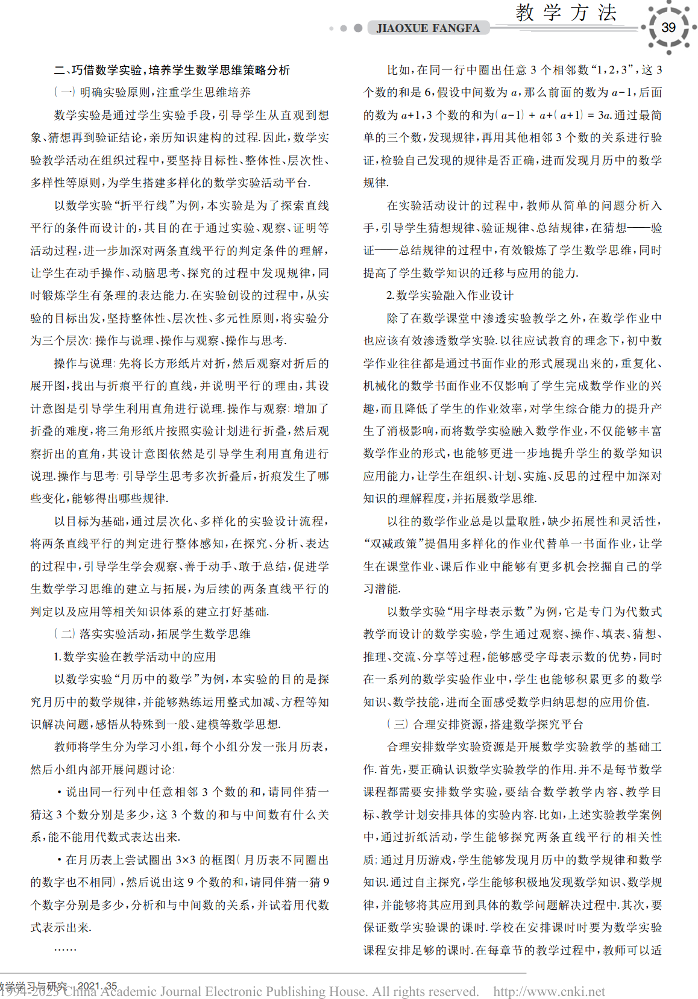 教学方法
JIAOXUE FANGFA
39
二、巧借数学实验,培养学生数学思维策略分析
(一)明确实验原则,注重学生思维培养
数学实验是通过学生实验手段,引导学生从直观到想
象、猜想再到验证结论,亲历知识建构的过程.因此,数学实
验教学活动在组织过程中,要坚持目标性、整体性、层次性、
多样性等原则,为学生搭建多样化的数学实验活动平台.
以数学实验“折平行线”为例,本实验是为了探索直线
平行的条件而设计的,其目的在于通过实验、观察、证明等
活动过程,进一步加深对两条直线平行的判定条件的理解,
让学生在动手操作、动脑思考、探究的过程中发现规律,同
时锻炼学生有条理的表达能力.在实验创设的过程中,从实
验的目标出发,坚持整体性、层次性、多元性原则,将实验分
为三个层次:操作与说理、操作与观察、操作与思考.
操作与说理:先将长方形纸片对折,然后观察对折后的
展开图,找出与折痕平行的直线,并说明平行的理由,其设
计意图是引导学生利用直角进行说理.操作与观察:增加了
折叠的难度,将三角形纸片按照实验计划进行折叠,然后观
察折出的直角,其设计意图依然是引导学生利用直角进行
说理.操作与思考:引导学生思考多次折叠后,折痕发生了哪
些变化,能够得出哪些规律.
以目标为基础,通过层次化、多样化的实验设计流程,
将两条直线平行的判定进行整体感知,在探究、分析、表达
的过程中,引导学生学会观察、善于动手、敢于总结,促进学
生数学学习思维的建立与拓展,为后续的两条直线平行的
判定以及应用等相关知识体系的建立打好基础.
(二)落实实验活动,拓展学生数学思维
1.数学实验在教学活动中的应用
以数学实验“月历中的数学”为例,本实验的目的是探
究月历中的数学规律,并能够熟练运用整式加减、方程等知
识解决问题,感悟从特殊到一般、建模等数学思想.
教师将学生分为学习小组,每个小组分发一张月历表,
然后小组内部开展问题讨论:
·说出同一行列中任意相邻 3 个数的和,请同伴猜一
猜这 3 个数分别是多少,这 3 个数的和与中间数有什么关
系,能不能用代数式表达出来.
·在月历表上尝试圈出 3×3 的框图(月历表不同圈出
的数字也不相同),然后说出这 9 个数的和,请同伴猜一猜 9
个数字分别是多少,分析和与中间数的关系,并试着用代数
式表示出来.
……
比如,在同一行中圈出任意 3 个相邻数“1,2,3”,这 3
个数的和是 6,假设中间数为 a,那么前面的数为 a-1,后面
的数为 a+1,3 个数的和为(a-1) + a+(a+1) = 3a.通过最简
单的三个数,发现规律,再用其他相邻 3 个数的关系进行验
证,检验自己发现的规律是否正确,进而发现月历中的数学
规律.
在实验活动设计的过程中,教师从简单的问题分析入
手,引导学生猜想规律、验证规律、总结规律,在猜想——验
证——总结规律的过程中,有效锻炼了学生数学思维,同时
提高了学生数学知识的迁移与应用的能力.
2.数学实验融入作业设计
除了在数学课堂中渗透实验教学之外,在数学作业中
也应该有效渗透数学实验.以往应试教育的理念下,初中数
学作业往往都是通过书面作业的形式展现出来的,重复化、
机械化的数学书面作业不仅影响了学生完成数学作业的兴
趣,而且降低了学生的作业效率,对学生综合能力的提升产
生了消极影响,而将数学实验融入数学作业,不仅能够丰富
数学作业的形式,也能够更进一步地提升学生的数学知识
应用能力,让学生在组织、计划、实施、反思的过程中加深对
知识的理解程度,并拓展数学思维.
以往的数学作业总是以量取胜,缺少拓展性和灵活性,
“双减政策”提倡用多样化的作业代替单一书面作业,让学
生在课堂作业、课后作业中能够有更多机会挖掘自己的学
习潜能.
以数学实验“用字母表示数”为例,它是专门为代数式
教学而设计的数学实验,学生通过观察、操作、填表、猜想、
推理、交流、分享等过程,能够感受字母表示数的优势,同时
在一系列的数学实验作业中,学生也能够积累更多的数学
知识、数学技能,进而全面感受数学归纳思想的应用价值.
(三)合理安排资源,搭建数学探究平台
合理安排数学实验资源是开展数学实验教学的基础工
作.首先,要正确认识数学实验教学的作用.并不是每节数学
课程都需要安排数学实验,要结合数学教学内容、教学目
标、教学计划安排具体的实验内容.比如,上述实验教学案例
中,通过折纸活动,学生能够探究两条直线平行的相关性
质;通过月历游戏,学生能够发现月历中的数学规律和数学
知识.通过自主探究,学生能够积极地发现数学知识、数学规
律,并能够将其应用到具体的数学问题解决过程中.其次,要
保证数学实验课的课时.学校在安排课时时要为数学实验
课程安排足够的课时.在每章节的教学过程中,教师可以适
数学学习与研究 2021.35
1994-2023 China Academic Journal Electronic Publishing House. All rights reserved. http://www.cnki.net